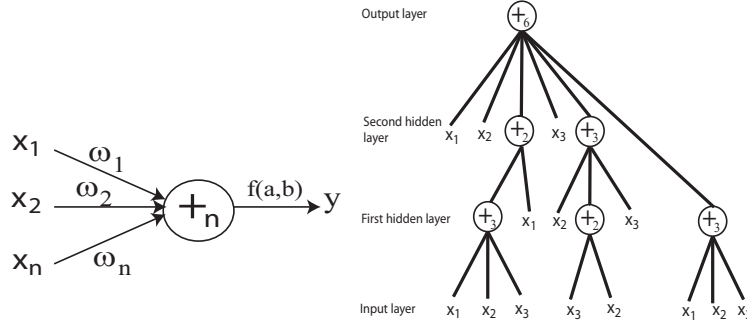 x1
ω1
x2
ω2
xn
ωn
+n
f(a,b)
y
Output layer
+6
Second hidden
layer
x1
x2
+2
x3
+3
First hidden layer
+3
x1
x2
+2
x3
+3
Input layer
x1
x2
x3
x3
x2
x1
x2